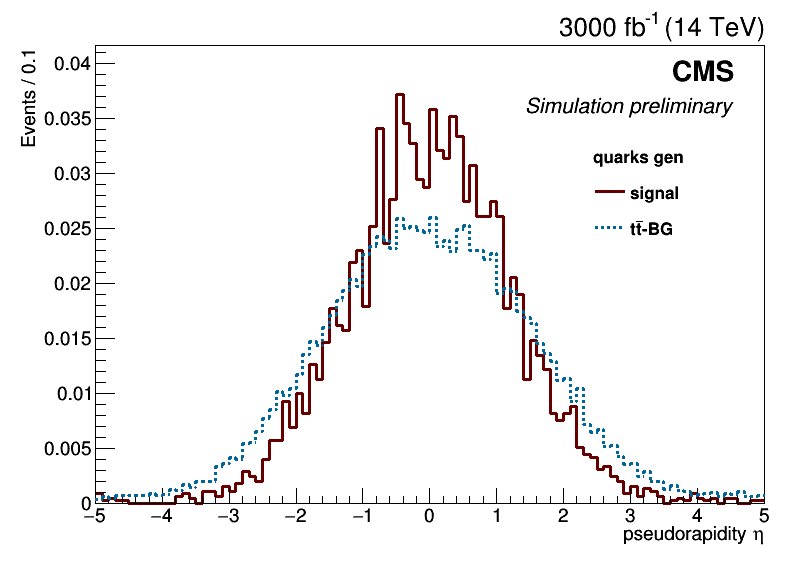 3000 fb⁻¹ (14 TeV)
Events / 0.1
CMS
Simulation preliminary
quarks gen
signal
tt̄-BG
0.04
0.035
0.03
0.025
0.02
0.015
0.01
0.005
0
−5 −4 −3 −2 −1 0 1 2 3 4 5
pseudorapidity η